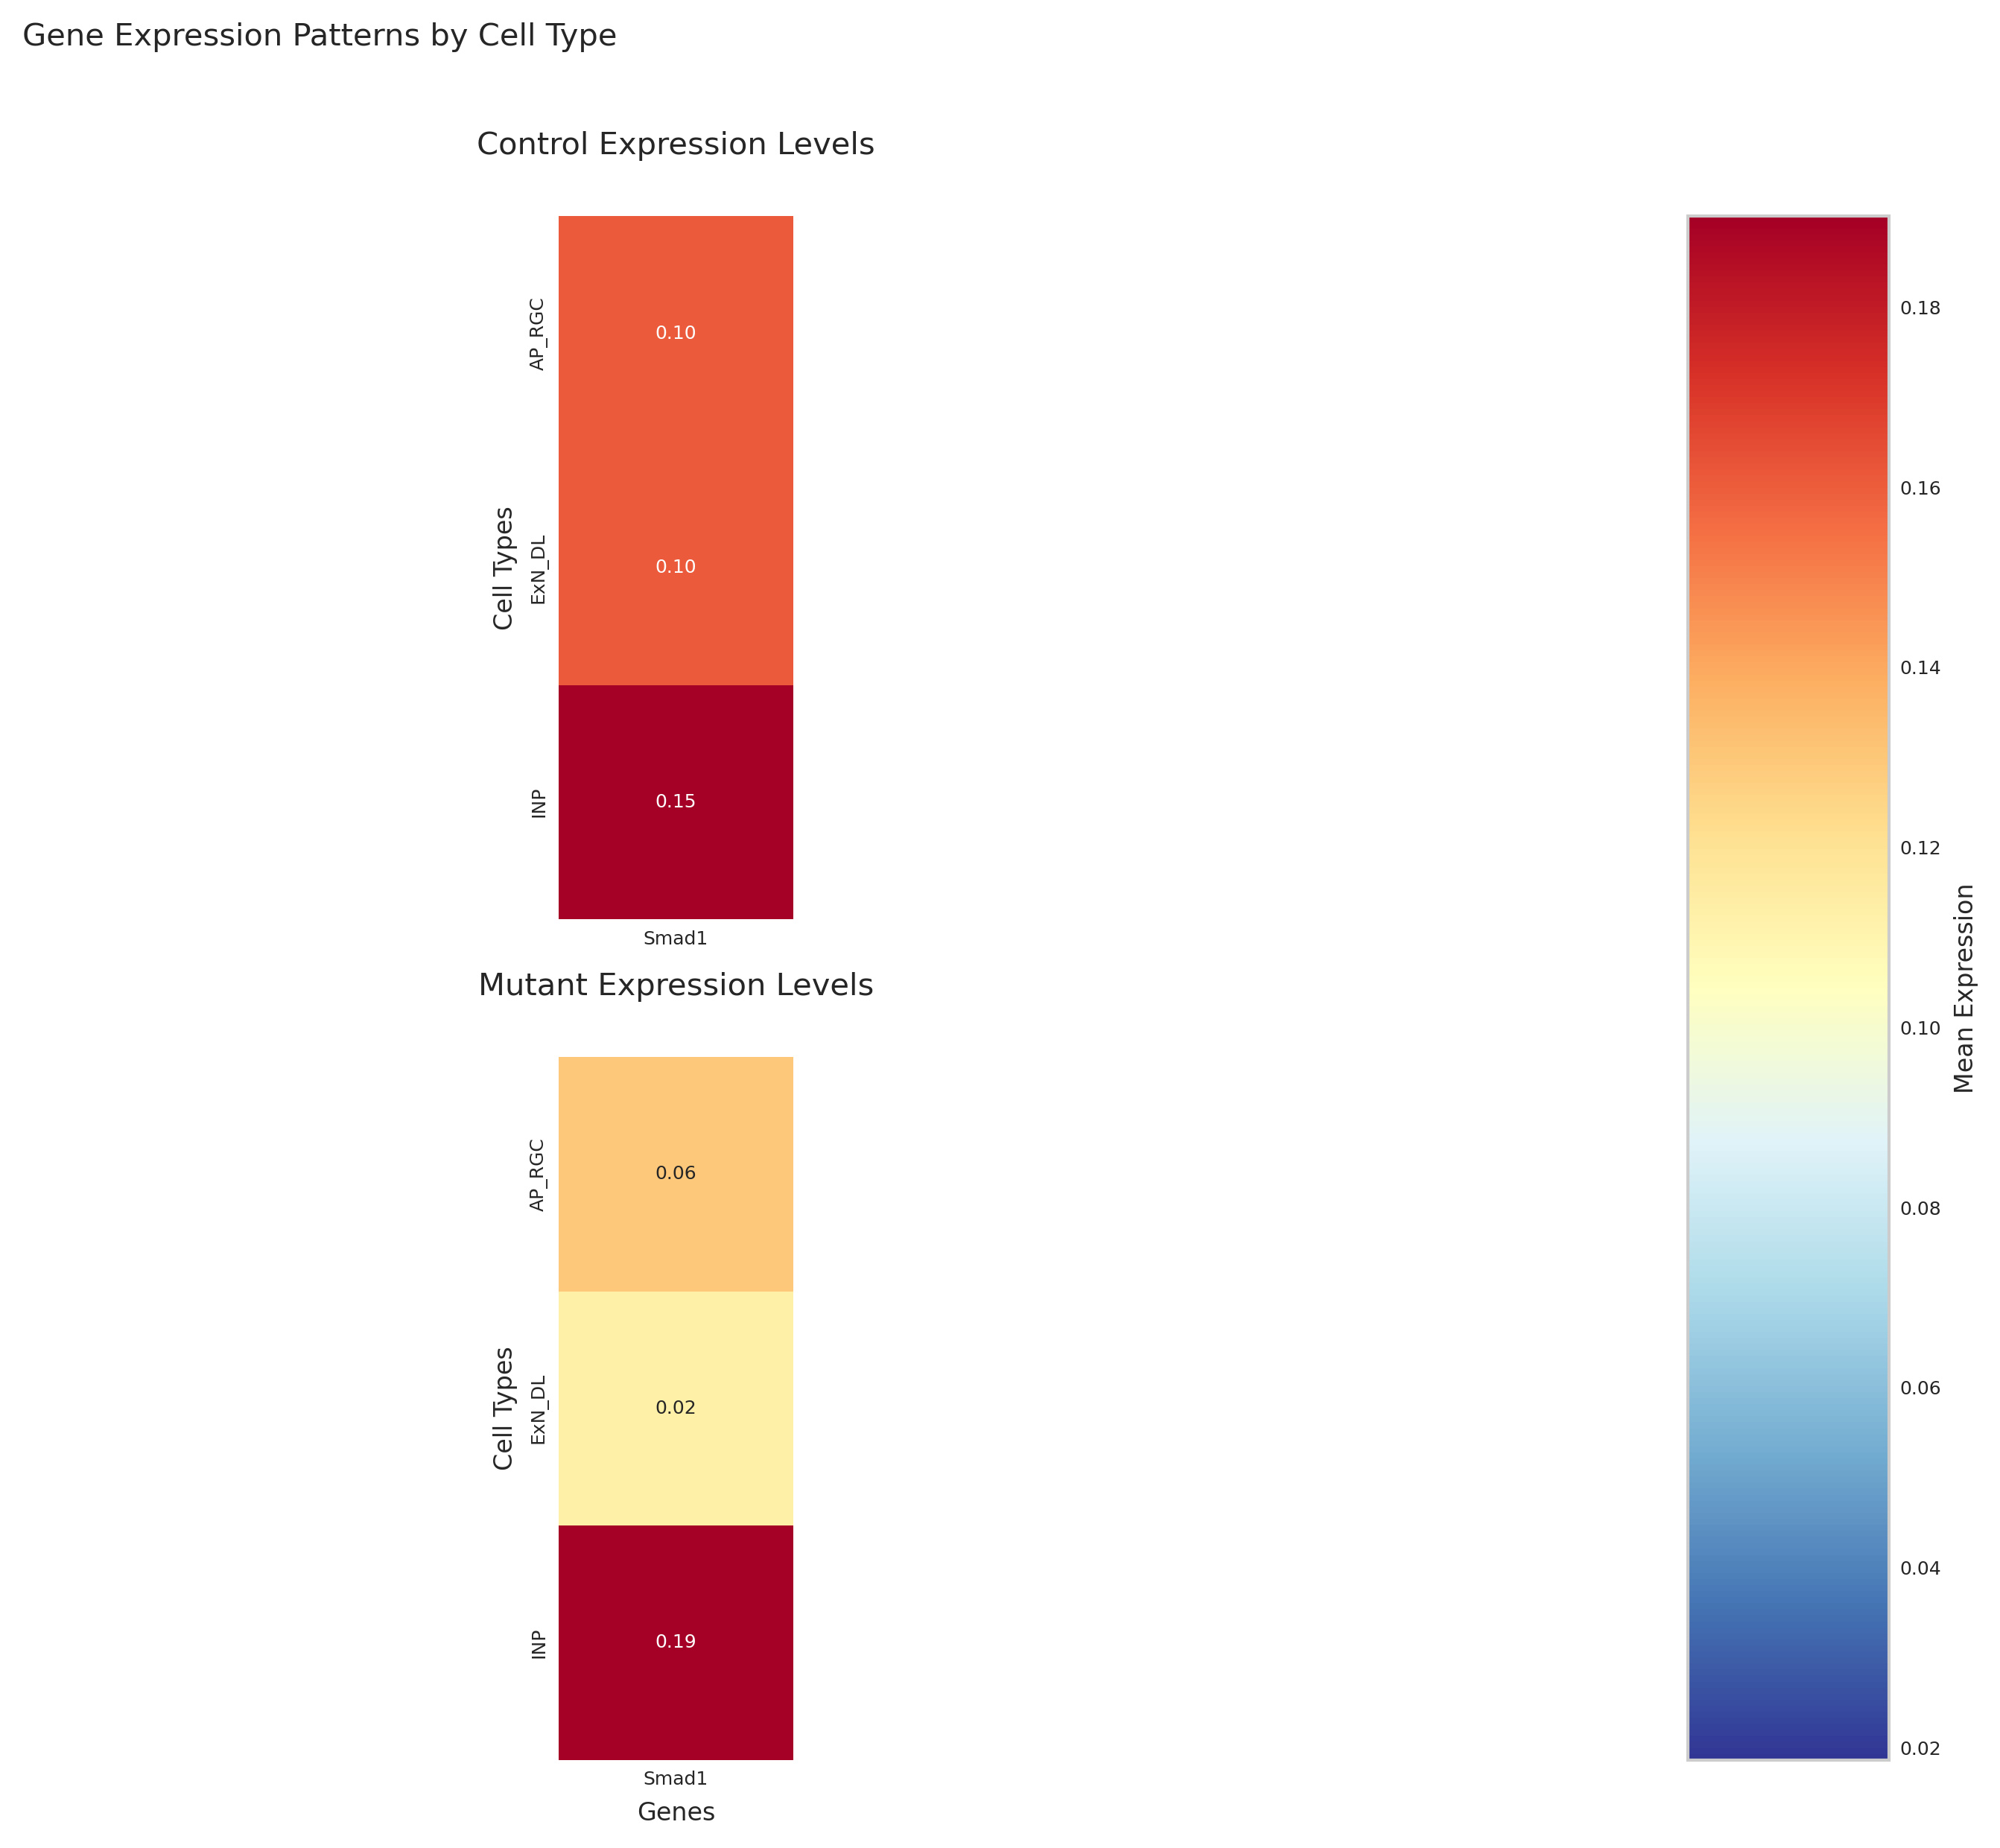 Gene Expression Patterns by Cell Type
Control Expression Levels
Cell Types
AP_RGC
0.10
ExN_DL
0.10
INP
0.15
Smad1
Mutant Expression Levels
Cell Types
AP_RGC
0.06
ExN_DL
0.02
INP
0.19
Smad1
Genes
0.18
0.16
0.14
0.12
0.10
0.08
0.06
0.04
0.02
Mean Expression